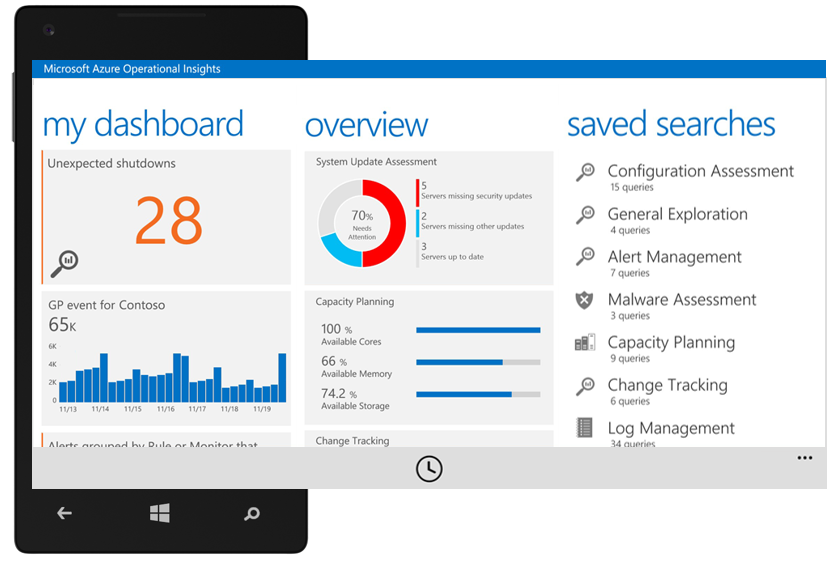 Microsoft Azure Operational Insights
my dashboard
Unexpected shutdowns
28
GP event for Contoso
65K
6K
4K
2K
0
11/13 11/14 11/15 11/16 11/17 11/18 11/19
Alerts grouped by Rule or Monitor that
overview
System Update Assessment
70%
Needs
Attention
5
Servers missing security updates
2
Servers missing other updates
3
Servers up to date
Capacity Planning
100 %
Available Cores
66 %
Available Memory
74.2 %
Available Storage
Change Tracking
saved searches
Configuration Assessment
15 queries
General Exploration
4 queries
Alert Management
7 queries
Malware Assessment
3 queries
Capacity Planning
9 queries
Change Tracking
6 queries
Log Management
34 queries